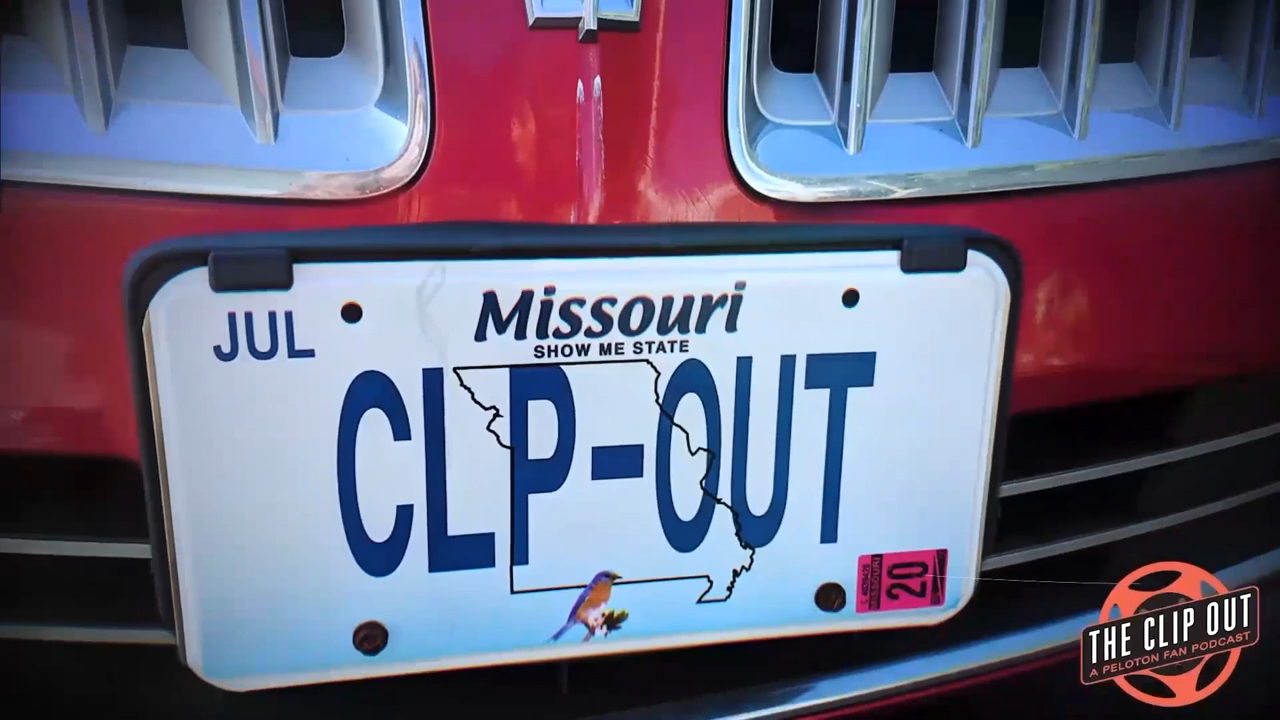 JUL
Missouri
SHOW ME STATE
CLP-OUT
MISSOURI
20
THE CLIP OUT
A PELOTON FAN PODCAST